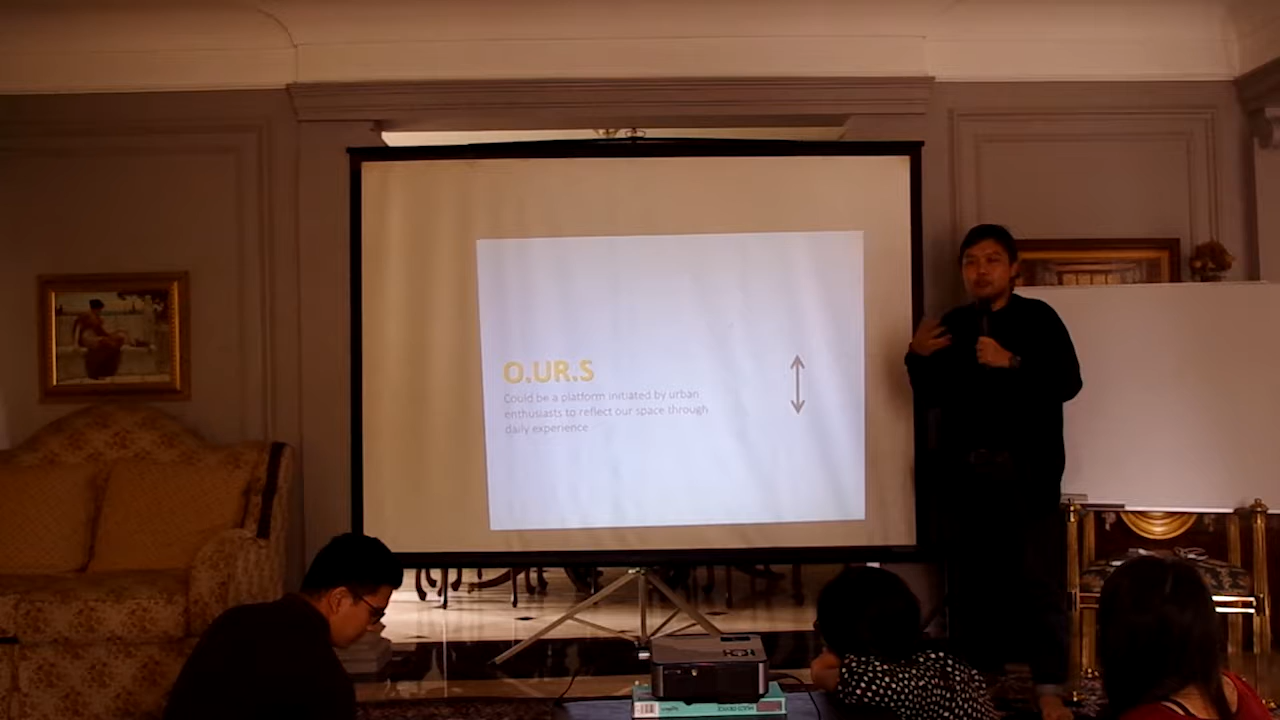 O.UR.S
Could be a platform initiated by urban
enthusiasts to reflect our space through
daily experience